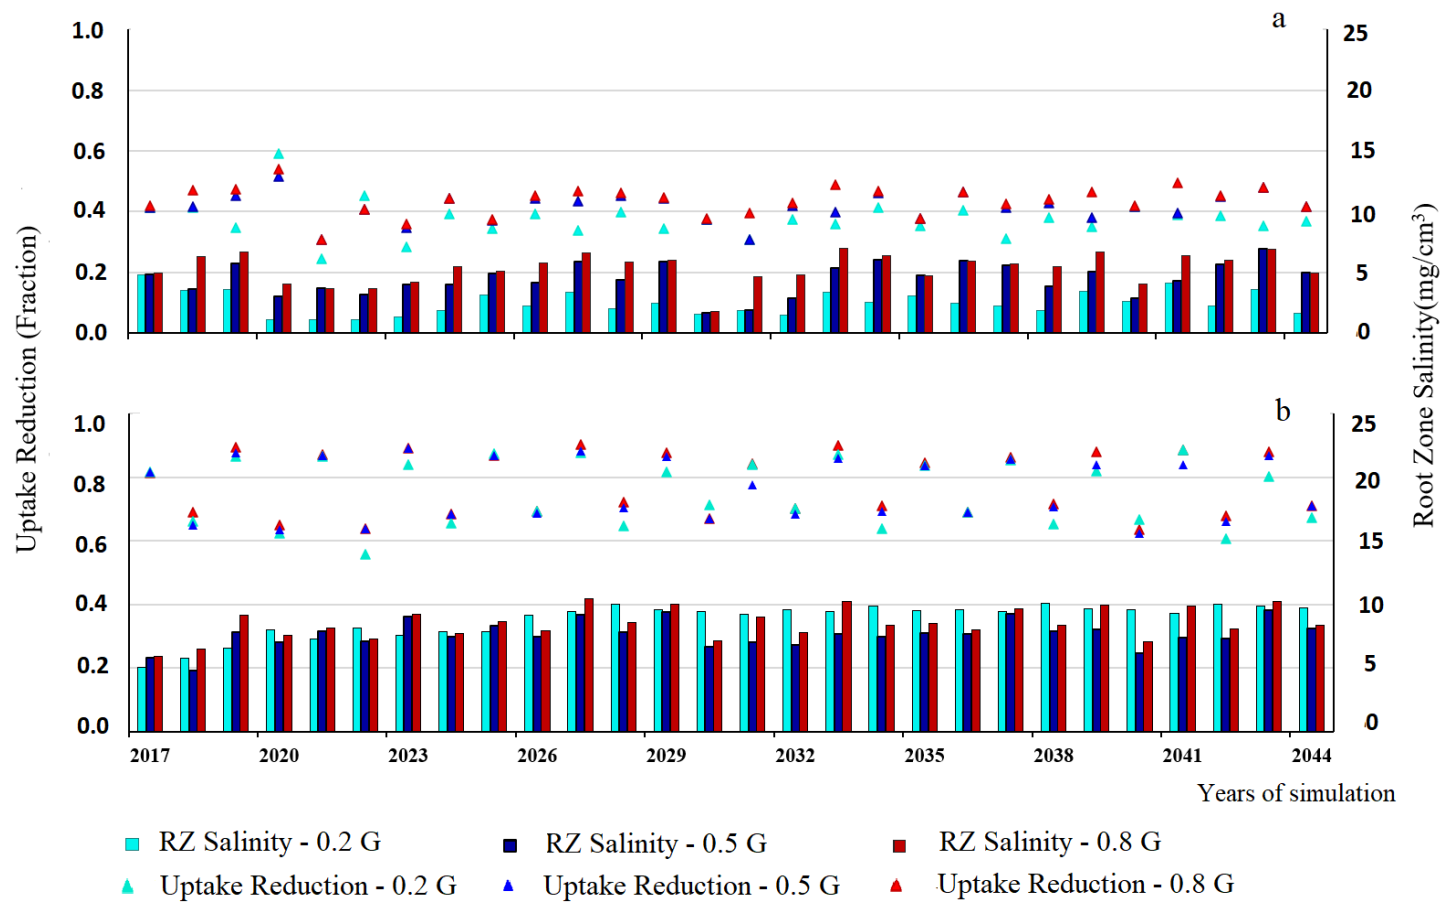 a
1.0 25
0.8 20
0.6 15
0.4 10
0.2 5
0.0 0
b
1.0 25
0.8 20
0.6 15
0.4 10
0.2 5
0.0 0
Uptake Reduction (Fraction)
Root Zone Salinity(mg/cm³)
2017 2020 2023 2026 2029 2032 2035 2038 2041 2044
Years of simulation
RZ Salinity - 0.2 G RZ Salinity - 0.5 G RZ Salinity - 0.8 G
Uptake Reduction - 0.2 G Uptake Reduction - 0.5 G Uptake Reduction - 0.8 G